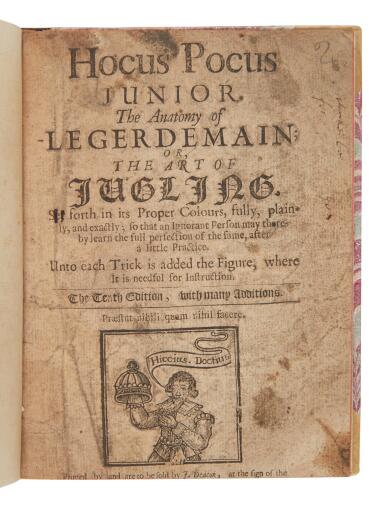 Hocus Pocus
JUNIOR.
The Anatomy of
LEGERDEMAIN;
OR,
THE ART OF
JUGLING.
Set forth in its Proper Colours, fully, plain-
ly, and exactly; so that an Ignorant Person may there-
by learn the full perfection of the same, after
a little Practice.
Unto each Trick is added the Figure, where
It is needful for Instruction.
The Tenth Edition, with many Additions.
Præstat nihili quam nihil facere.
Hiccius Doctius
Printed by and are to be sold by J. Deacon, at the sign of the